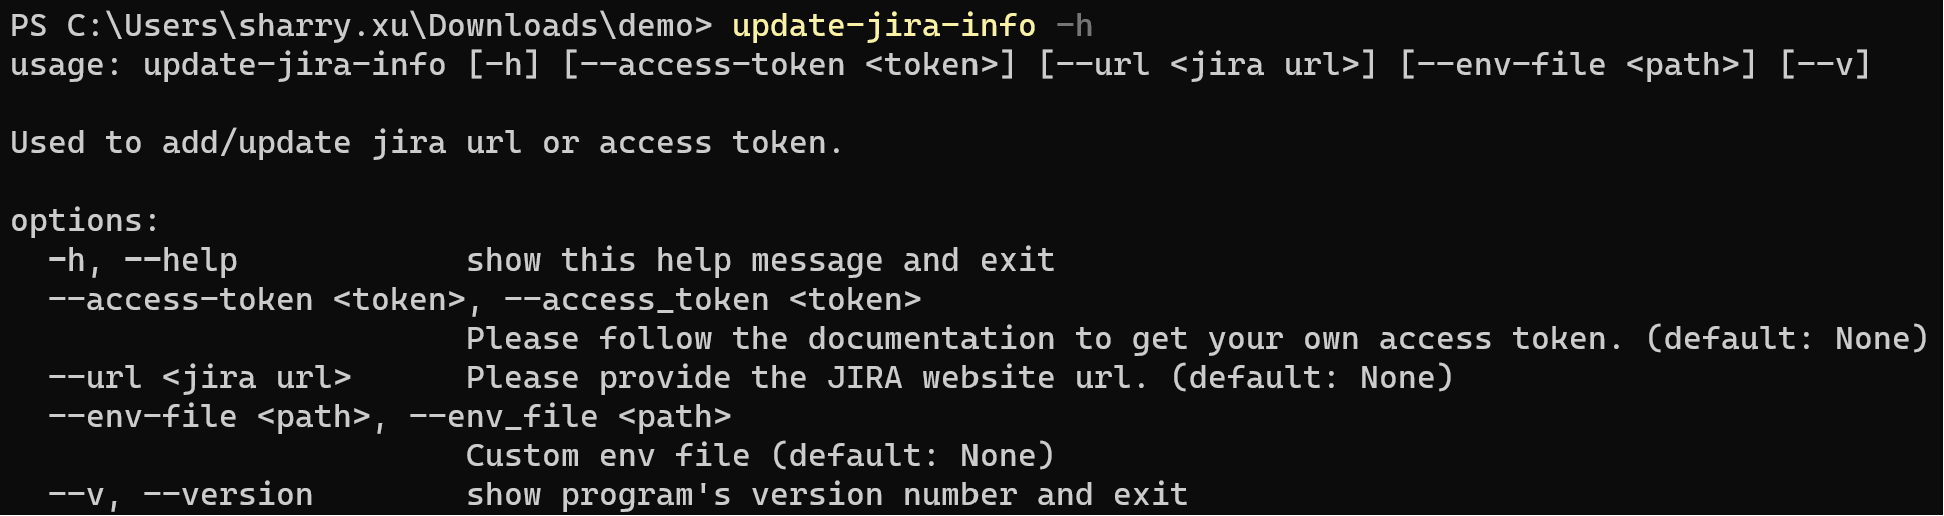 PS C:\Users\sharry.xu\Downloads\demo> update-jira-info -h
usage: update-jira-info [-h] [--access-token <token>] [--url <jira url>] [--env-file <path>] [--v]

Used to add/update jira url or access token.

options:
  -h, --help            show this help message and exit
  --access-token <token>, --access_token <token>
                        Please follow the documentation to get your own access token. (default: None)
  --url <jira url>      Please provide the JIRA website url. (default: None)
  --env-file <path>, --env_file <path>
                        Custom env file (default: None)
  --v, --version        show program's version number and exit